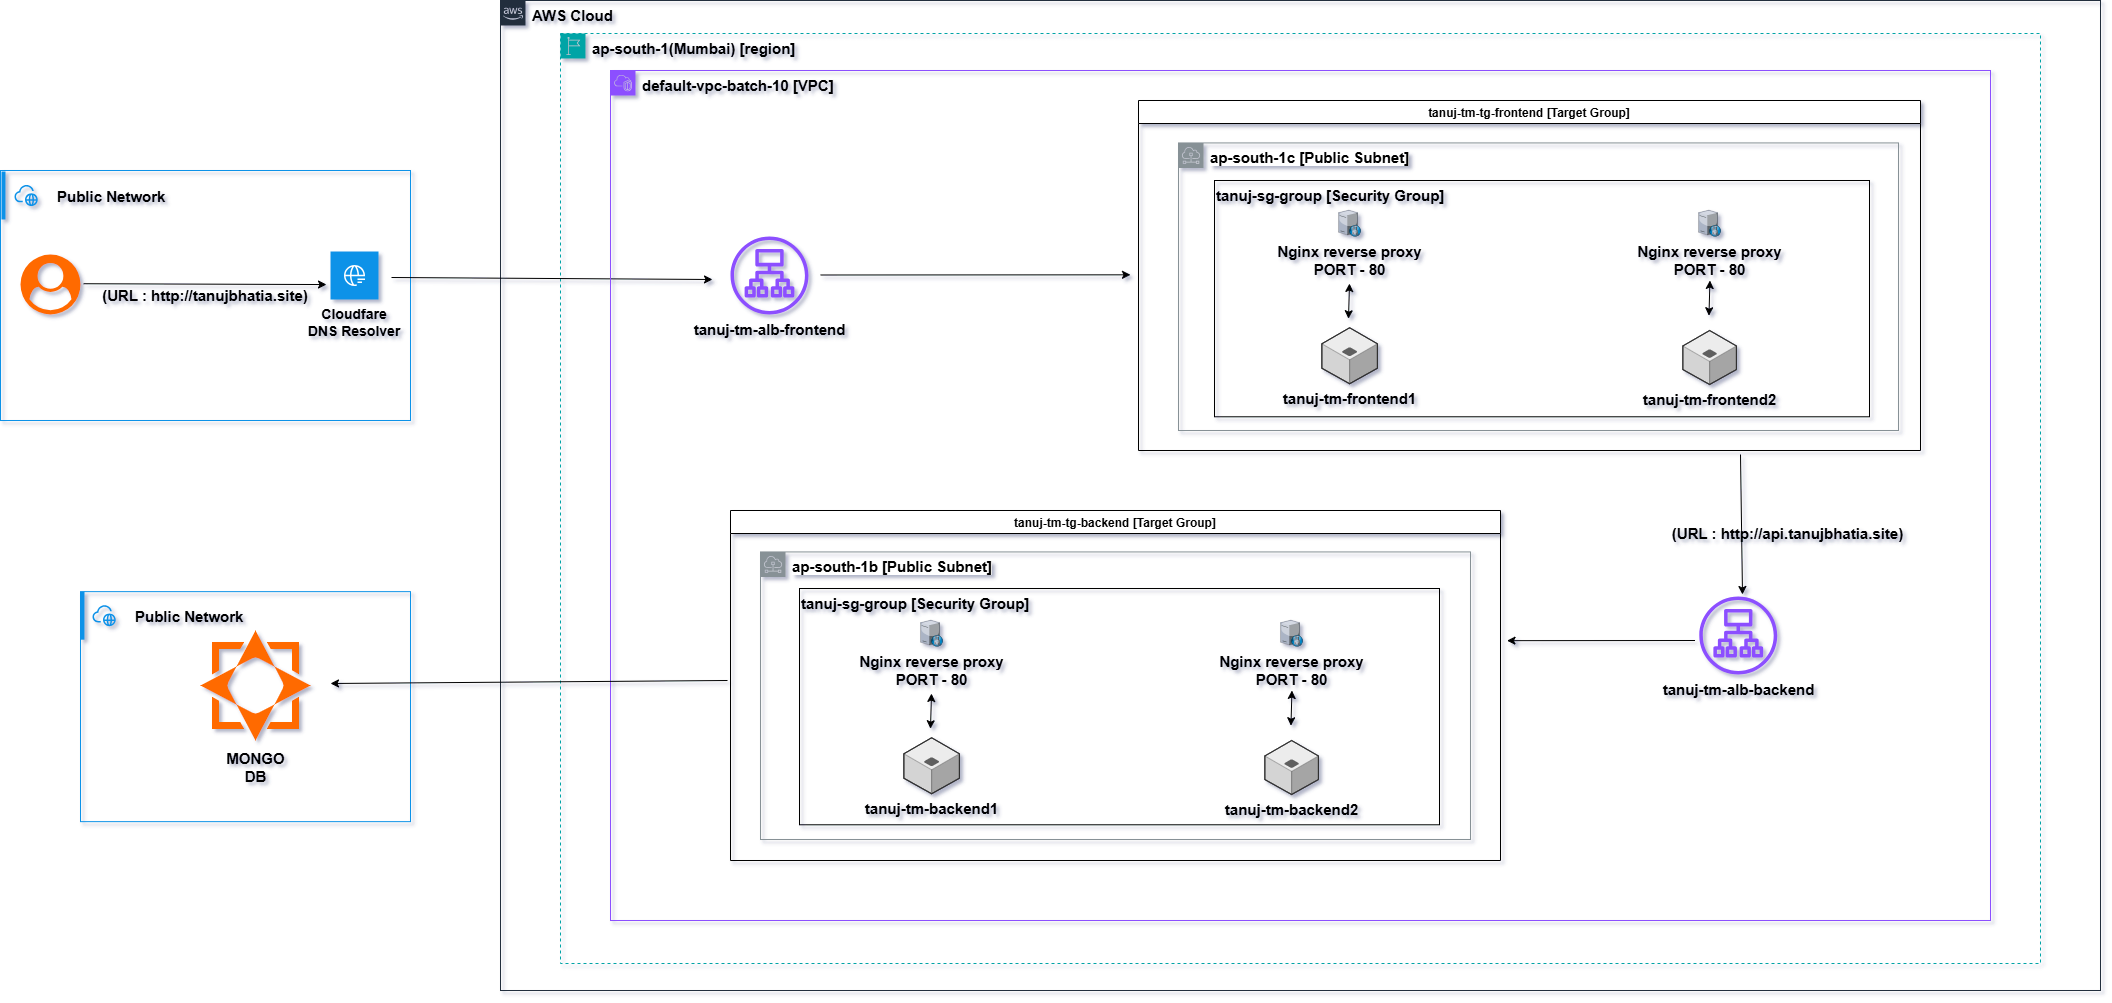 aws
AWS Cloud
ap-south-1(Mumbai) [region]
default-vpc-batch-10 [VPC]
tanuj-tm-tg-frontend [Target Group]
ap-south-1c [Public Subnet]
tanuj-sg-group [Security Group]
Nginx reverse proxy
PORT - 80
Nginx reverse proxy
PORT - 80
tanuj-tm-frontend1
tanuj-tm-frontend2
Public Network
(URL : http://tanujbhatia.site)
Cloudfare
DNS Resolver
tanuj-tm-alb-frontend
(URL : http://api.tanujbhatia.site)
tanuj-tm-alb-backend
tanuj-tm-tg-backend [Target Group]
ap-south-1b [Public Subnet]
tanuj-sg-group [Security Group]
Nginx reverse proxy
PORT - 80
Nginx reverse proxy
PORT - 80
tanuj-tm-backend1
tanuj-tm-backend2
Public Network
MONGO
DB